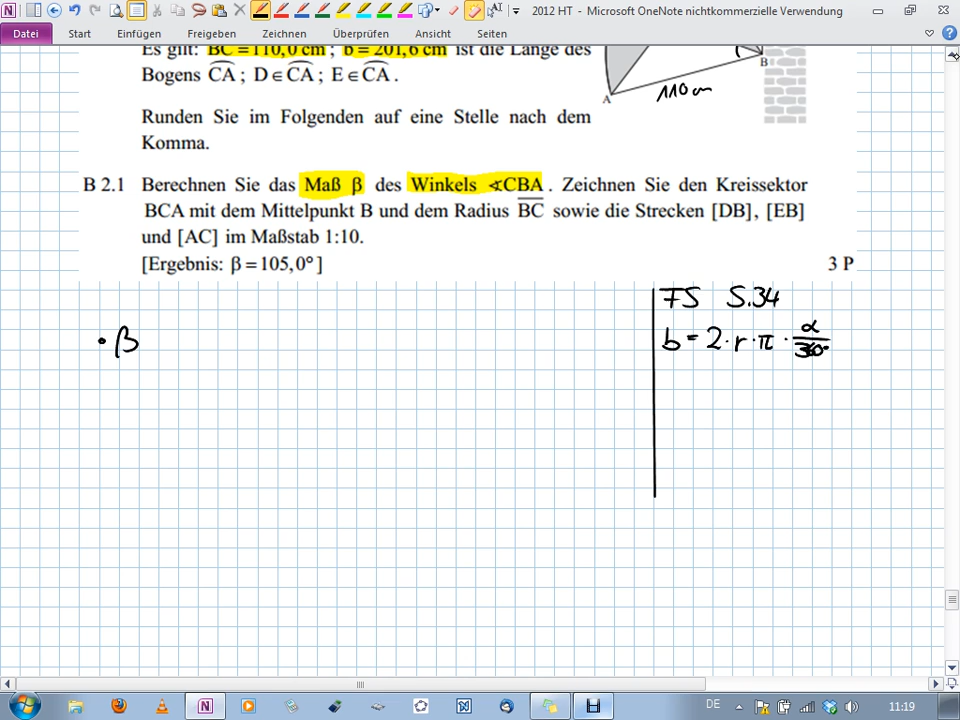 2012 HT - Microsoft OneNote nichtkommerzielle Verwendung
Datei Start Einfügen Freigeben Zeichnen Überprüfen Ansicht Seiten
Es gilt: BC = 110,0 cm ; b = 201,6 cm ist die Länge des
Bogens CA ; D ∈ CA ; E ∈ CA .
A 110 cm B
Runden Sie im Folgenden auf eine Stelle nach dem
Komma.
B 2.1 Berechnen Sie das Maß β des Winkels ∢CBA . Zeichnen Sie den Kreissektor
BCA mit dem Mittelpunkt B und dem Radius BC sowie die Strecken [DB], [EB]
und [AC] im Maßstab 1:10.
[Ergebnis: β = 105,0° ] 3 P
FS S.34
• β
b = 2 · r · π · α/360°
DE 11:19